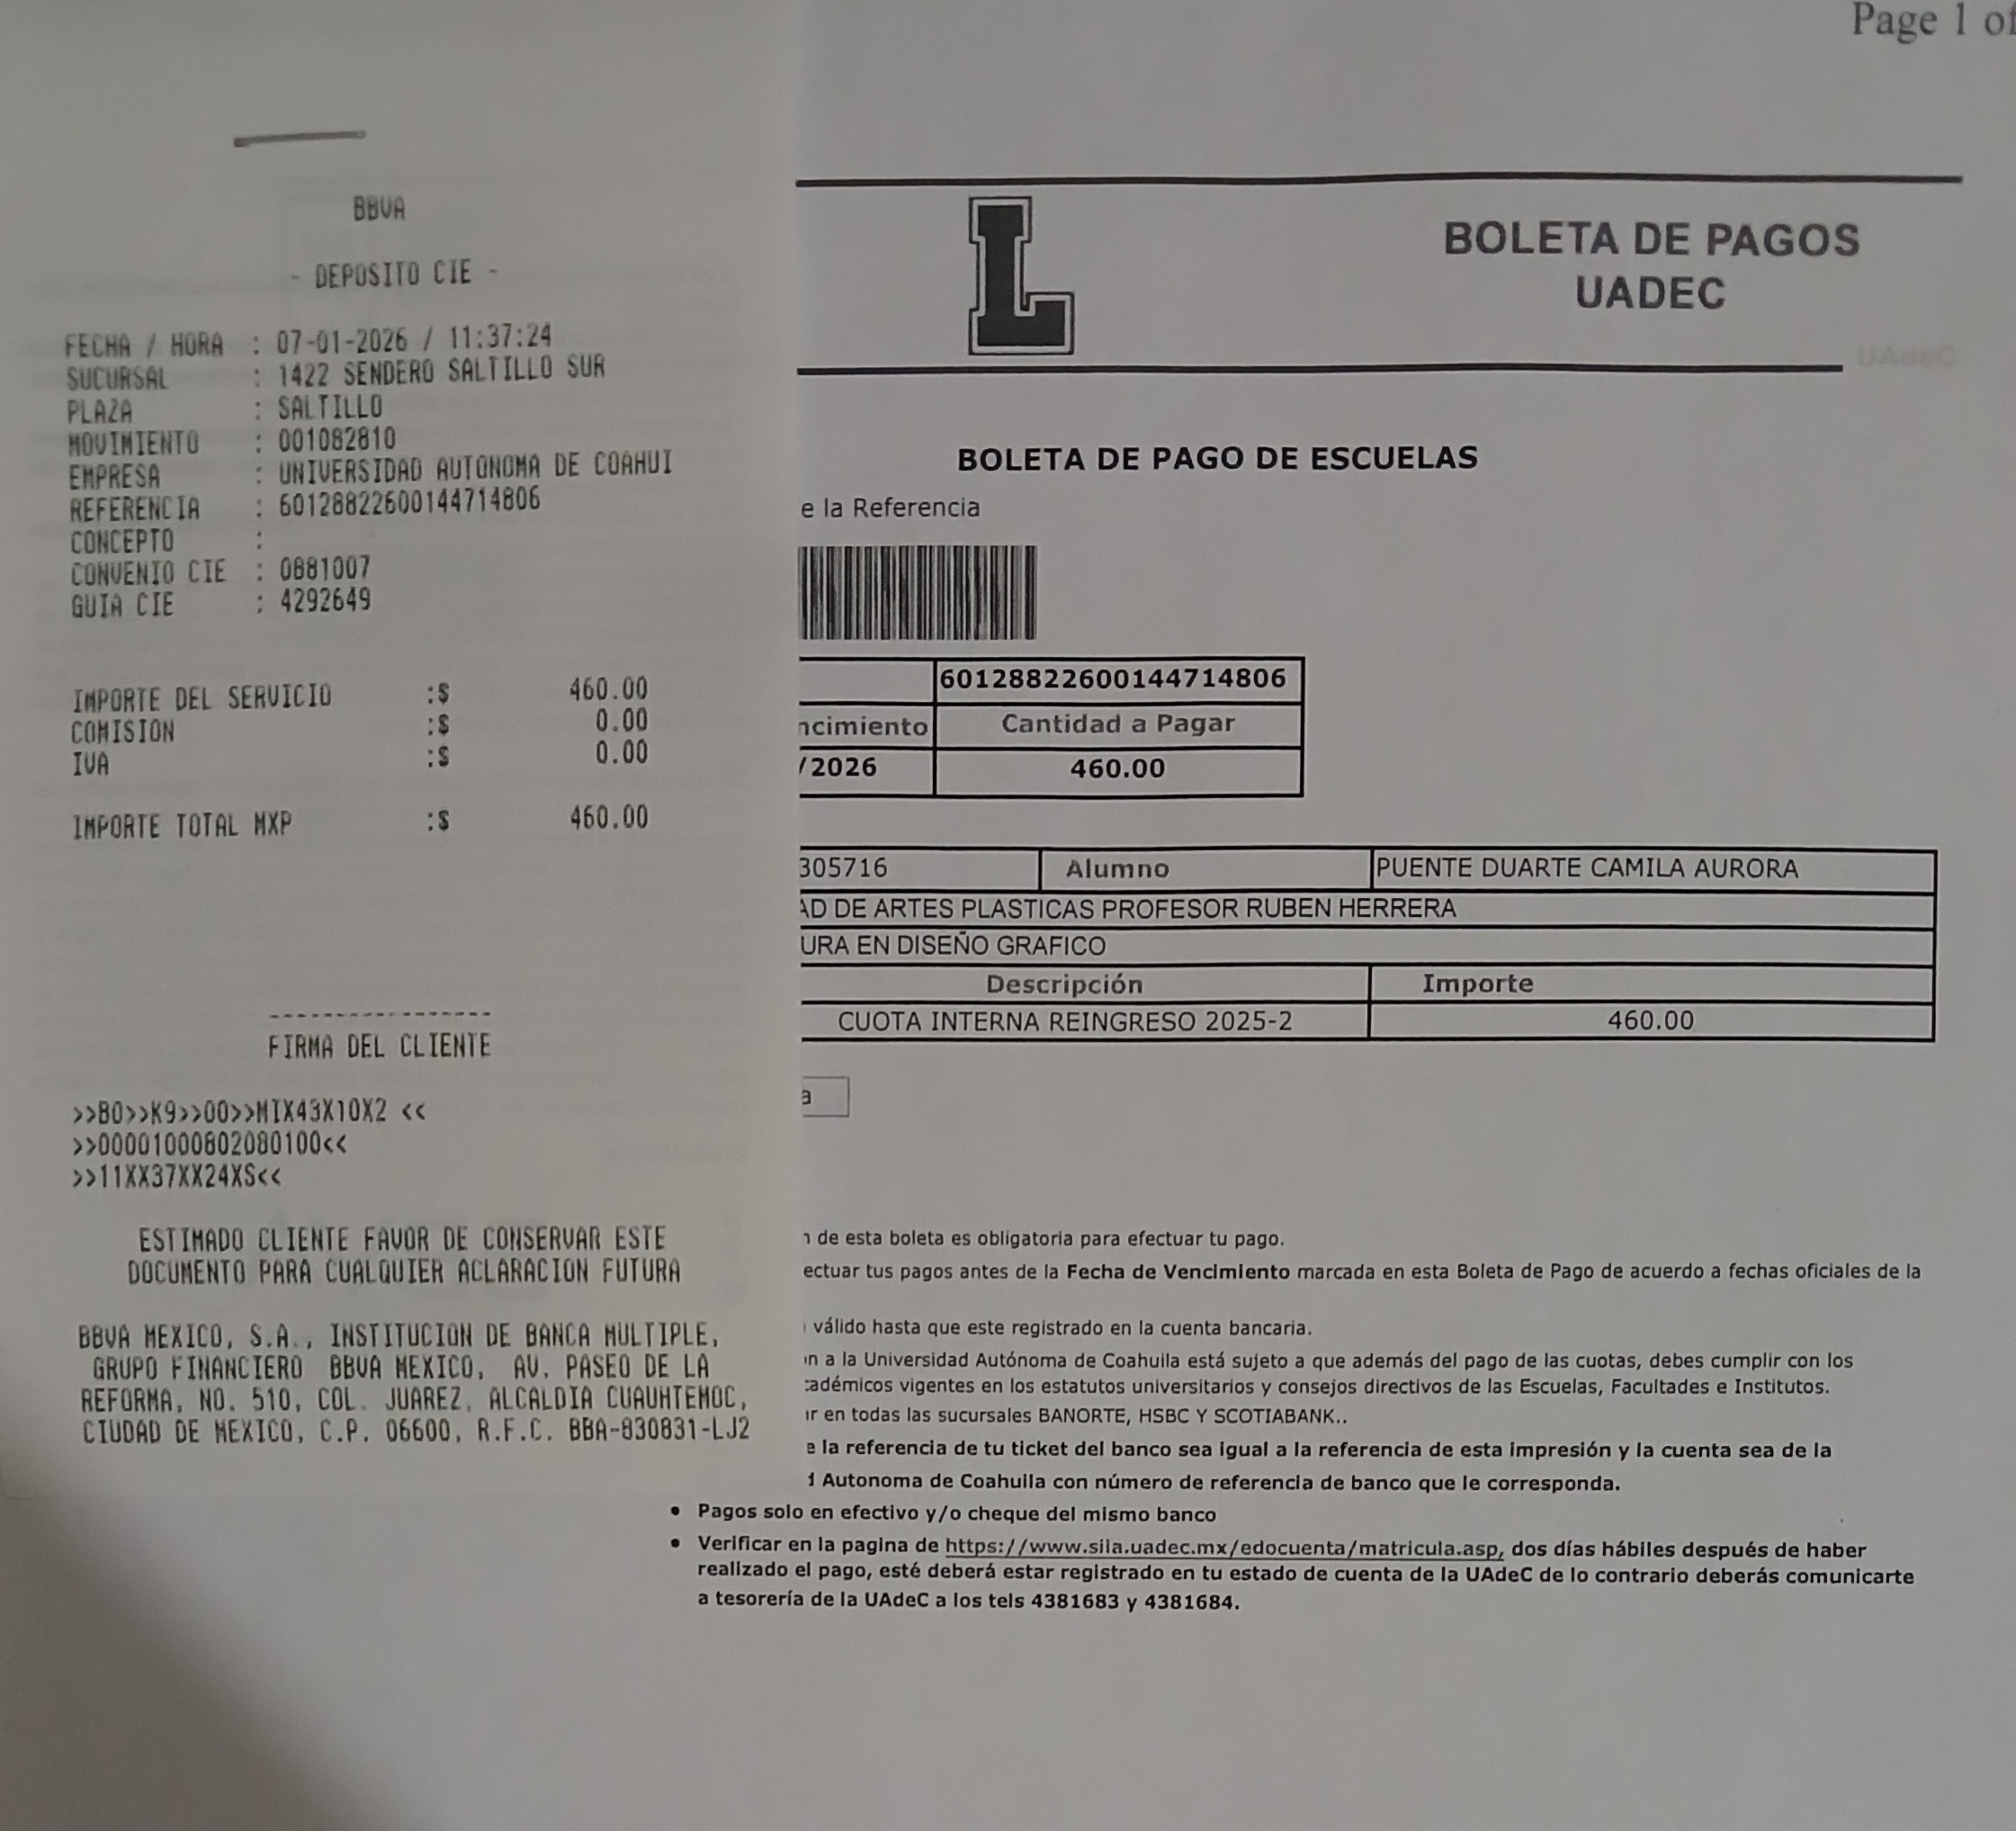 Page 1 of
BBVA
- DEPOSITO CIE -
FECHA / HORA : 07-01-2026 / 11:37:24
SUCURSAL : 1422 SENDERO SALTILLO SUR
PLAZA : SALTILLO
MOVIMIENTO : 001082810
EMPRESA : UNIVERSIDAD AUTONOMA DE COAHUI
REFERENCIA : 60128822600144714806
CONCEPTO :
CONVENIO CIE : 0881007
GUIA CIE : 4292649
IMPORTE DEL SERVICIO :$ 460.00
COMISION :$ 0.00
IVA :$ 0.00
IMPORTE TOTAL MXP :$ 460.00
-----------------
FIRMA DEL CLIENTE
>>BO>>K9>>00>>MIX43X10X2 <<
>>00001000802080100<<
>>11XX37XX24XS<<
ESTIMADO CLIENTE FAVOR DE CONSERVAR ESTE
DOCUMENTO PARA CUALQUIER ACLARACION FUTURA
BBVA MEXICO, S.A., INSTITUCION DE BANCA MULTIPLE,
GRUPO FINANCIERO BBVA MEXICO, AV. PASEO DE LA
REFORMA, NO. 510, COL. JUAREZ, ALCALDIA CUAUHTEMOC,
CIUDAD DE MEXICO, C.P. 06600, R.F.C. BBA-830831-LJ2
L
BOLETA DE PAGOS
UADEC
UAdeC
BOLETA DE PAGO DE ESCUELAS
e la Referencia
60128822600144714806
ncimiento Cantidad a Pagar
/2026 460.00
305716 Alumno PUENTE DUARTE CAMILA AURORA
AD DE ARTES PLASTICAS PROFESOR RUBEN HERRERA
URA EN DISEÑO GRAFICO
Descripción Importe
CUOTA INTERNA REINGRESO 2025-2 460.00
a
n de esta boleta es obligatoria para efectuar tu pago.
ectuar tus pagos antes de la Fecha de Vencimiento marcada en esta Boleta de Pago de acuerdo a fechas oficiales de la
válido hasta que este registrado en la cuenta bancaria.
ón a la Universidad Autónoma de Coahuila está sujeto a que además del pago de las cuotas, debes cumplir con los
cadémicos vigentes en los estatutos universitarios y consejos directivos de las Escuelas, Facultades e Institutos.
ar en todas las sucursales BANORTE, HSBC Y SCOTIABANK..
e la referencia de tu ticket del banco sea igual a la referencia de esta impresión y la cuenta sea de la
d Autonoma de Coahuila con número de referencia de banco que le corresponda.
• Pagos solo en efectivo y/o cheque del mismo banco
• Verificar en la pagina de https://www.siia.uadec.mx/edocuenta/matricula.asp, dos días hábiles después de haber
realizado el pago, esté deberá estar registrado en tu estado de cuenta de la UAdeC de lo contrario deberás comunicarte
a tesorería de la UAdeC a los tels 4381683 y 4381684.